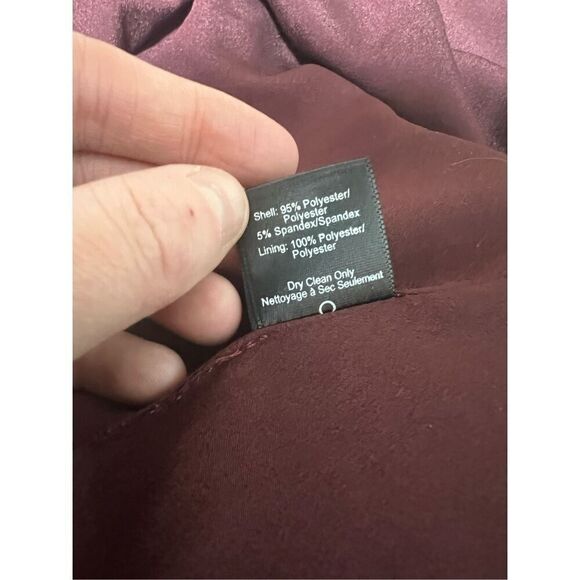 Shell: 95% Polyester/
Polyester
5% Spandex/Spandex
Lining: 100% Polyester/
Polyester
Dry Clean Only
Nettoyage à Sec Seulement